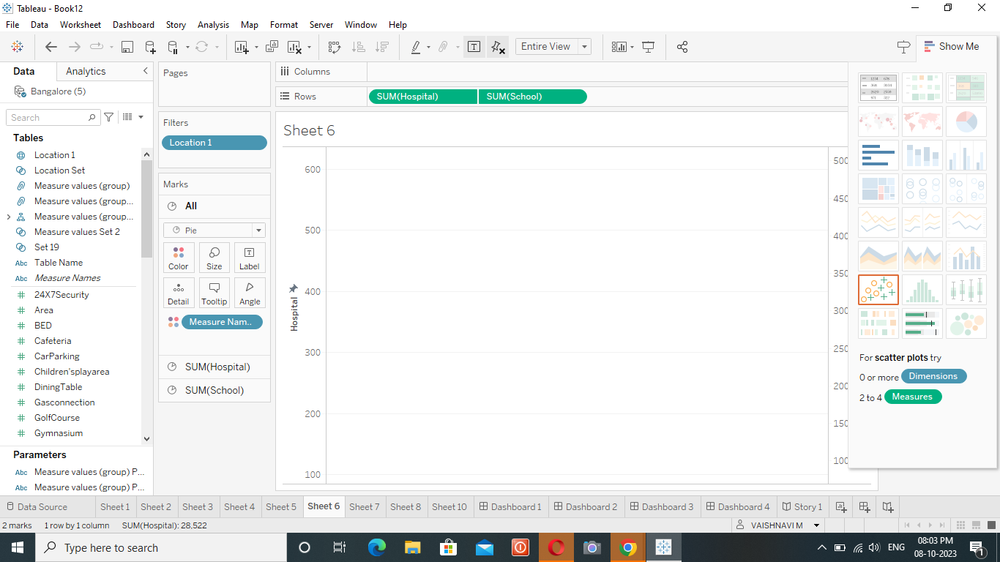 Tableau - Book12
File Data Worksheet Dashboard Story Analysis Map Format Server Window Help
Entire View
Show Me
Data Analytics
Bangalore (5)
Search
Tables
Location 1
Location Set
Measure values (group)
Measure values (group...
Measure values (group...
Measure values Set 2
Set 19
Abc Table Name
Abc Measure Names
24X7Security
Area
BED
Cafeteria
CarParking
Children'splayarea
DiningTable
Gasconnection
GolfCourse
Gymnasium
Parameters
Abc Measure values (group) P...
Abc Measure values (group) P...
Pages
Filters
Location 1
Marks
All
Pie
Color Size Label
Detail Tooltip Angle
Measure Nam..
SUM(Hospital)
SUM(School)
Columns
Rows SUM(Hospital) SUM(School)
Sheet 6
600
500
400
300
200
100
Hospital
500
450
400
350
300
250
200
150
100
For scatter plots try
0 or more Dimensions
2 to 4 Measures
Data Source Sheet 1 Sheet 2 Sheet 3 Sheet 4 Sheet 5 Sheet 6 Sheet 7 Sheet 8 Sheet 10 Dashboard 1 Dashboard 2 Dashboard 3 Dashboard 4 Story 1
2 marks 1 row by 1 column SUM(Hospital): 28,522 VAISHNAVI M
Type here to search
ENG
08:03 PM
08-10-2023
1